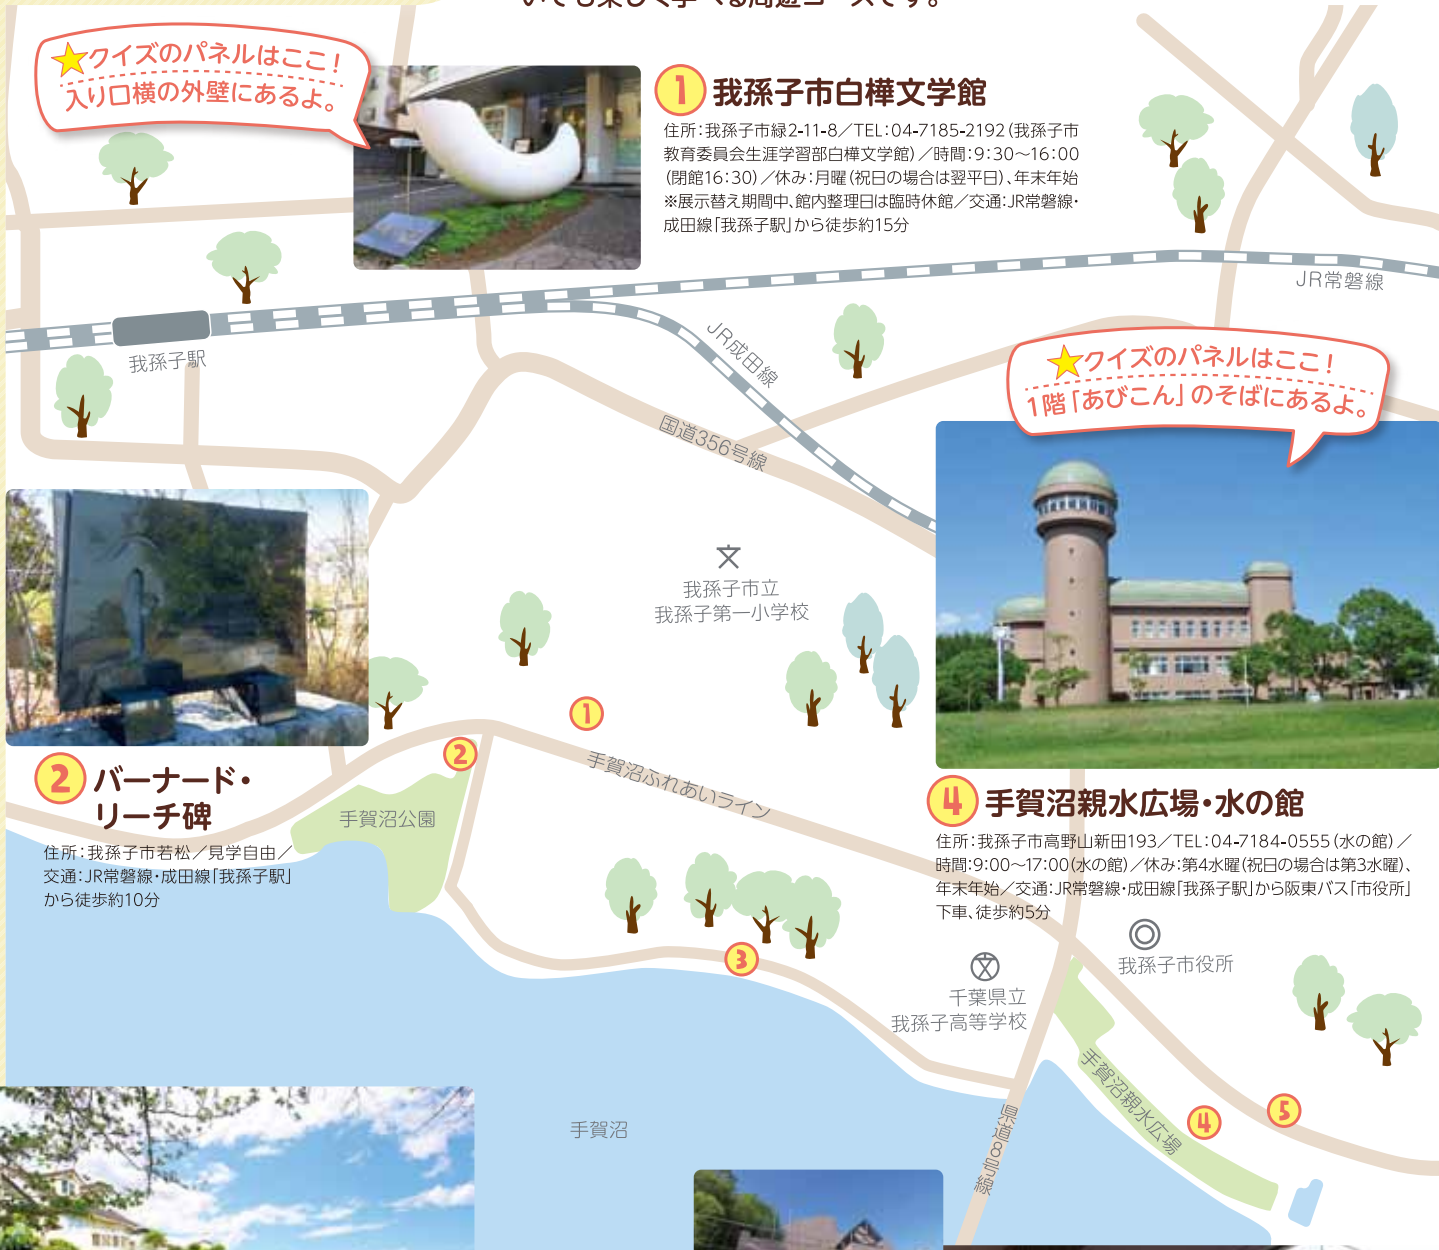 いても楽しく学べる周遊コースです。
クイズのパネルはここ！
入り口横の外壁にあるよ。
1 我孫子市白樺文学館
住所：我孫子市緑2-11-8／TEL：04-7185-2192（我孫子市
教育委員会生涯学習部白樺文学館）／時間：9：30～16：00
（閉館16：30）／休み：月曜（祝日の場合は翌平日）、年末年始
※展示替え期間中、館内整理日は臨時休館／交通：JR常磐線・
成田線「我孫子駅」から徒歩約15分
JR常磐線
我孫子駅
JR成田線
国道356号線
クイズのパネルはここ！
1階「あびこん」のそばにあるよ。
我孫子市立
我孫子第一小学校
1
2
手賀沼ふれあいライン
2 バーナード・
リーチ碑
住所：我孫子市若松／見学自由／
交通：JR常磐線・成田線「我孫子駅」
から徒歩約10分
手賀沼公園
4 手賀沼親水広場・水の館
住所：我孫子市高野山新田193／TEL：04-7184-0555（水の館）／
時間：9：00～17：00（水の館）／休み：第4水曜（祝日の場合は第3水曜）、
年末年始／交通：JR常磐線・成田線「我孫子駅」から阪東バス「市役所」
下車、徒歩約5分
3
我孫子市役所
千葉県立
我孫子高等学校
手賀沼親水広場
4
5
手賀沼
県道8号線